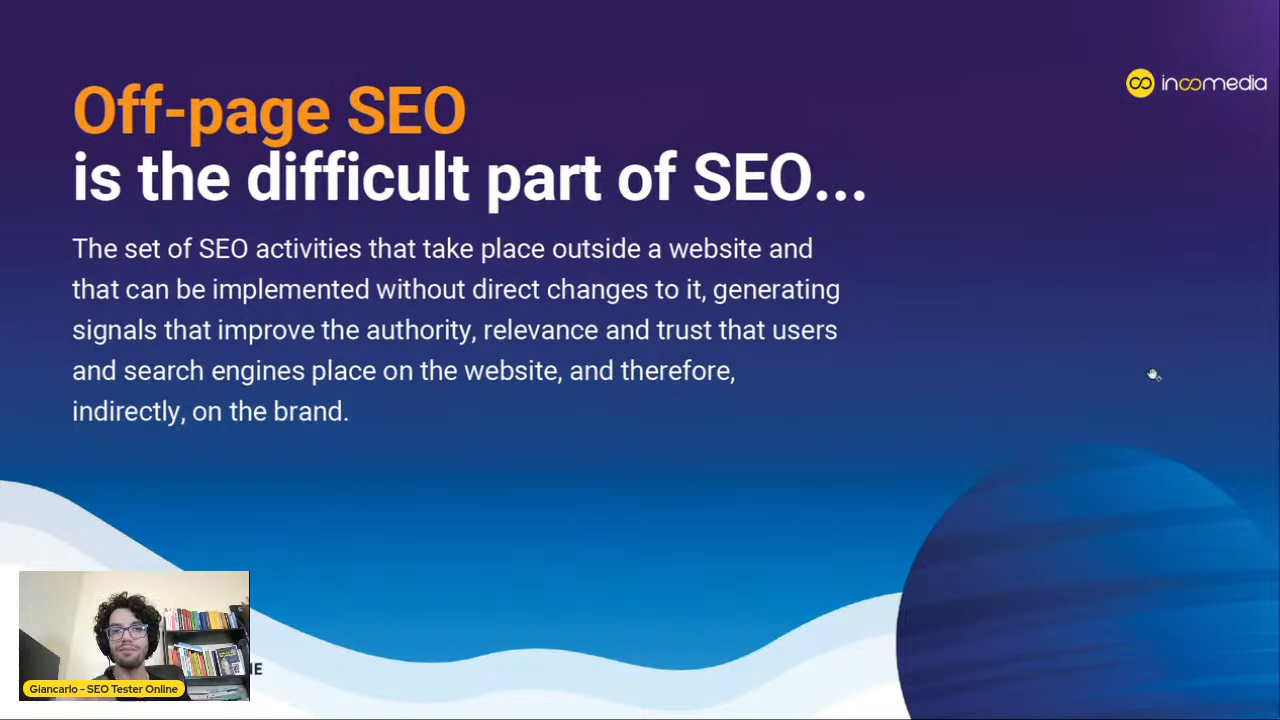 Off-page SEO
is the difficult part of SEO...
incomedia
The set of SEO activities that take place outside a website and
that can be implemented without direct changes to it, generating
signals that improve the authority, relevance and trust that users
and search engines place on the website, and therefore,
indirectly, on the brand.
Giancarlo - SEO Tester Online